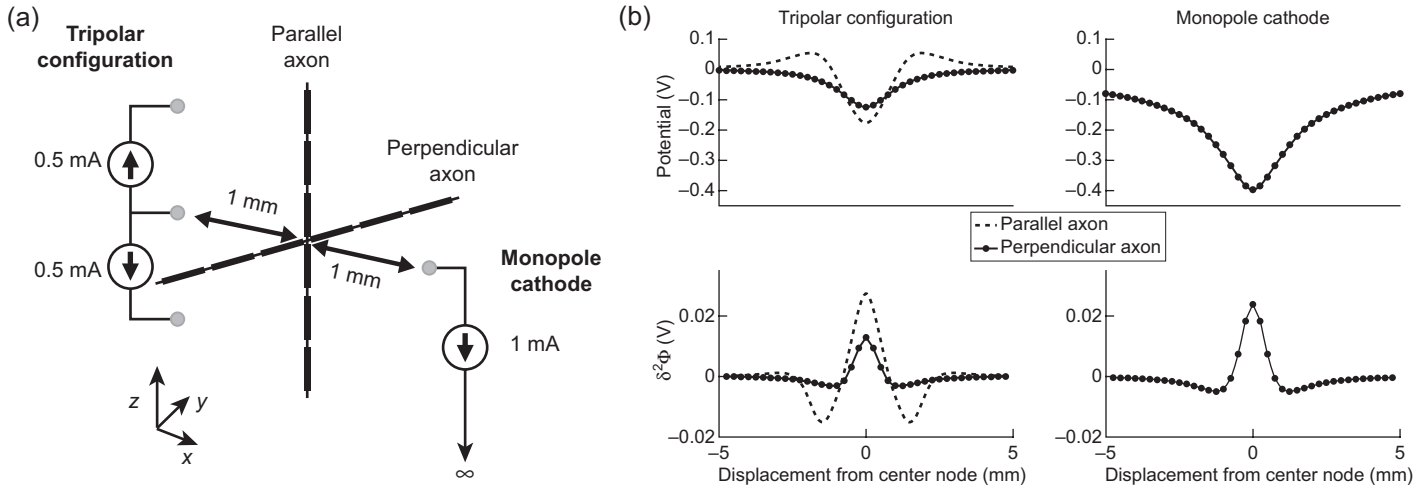 (a)
Tripolar
configuration
Parallel
axon
0.5 mA
Perpendicular
axon
1 mm
0.5 mA
1 mm
Monopole
cathode
1 mA
z
y
x
∞
(b)
Tripolar configuration
Monopole cathode
0.1
0
–0.1
–0.2
–0.3
–0.4
Potential (V)
0.1
0
–0.1
–0.2
–0.3
–0.4
Parallel axon
Perpendicular axon
0.02
0
–0.02
δ²Φ (V)
–5
0
5
Displacement from center node (mm)
0.02
0
–0.02
–5
0
5
Displacement from center node (mm)